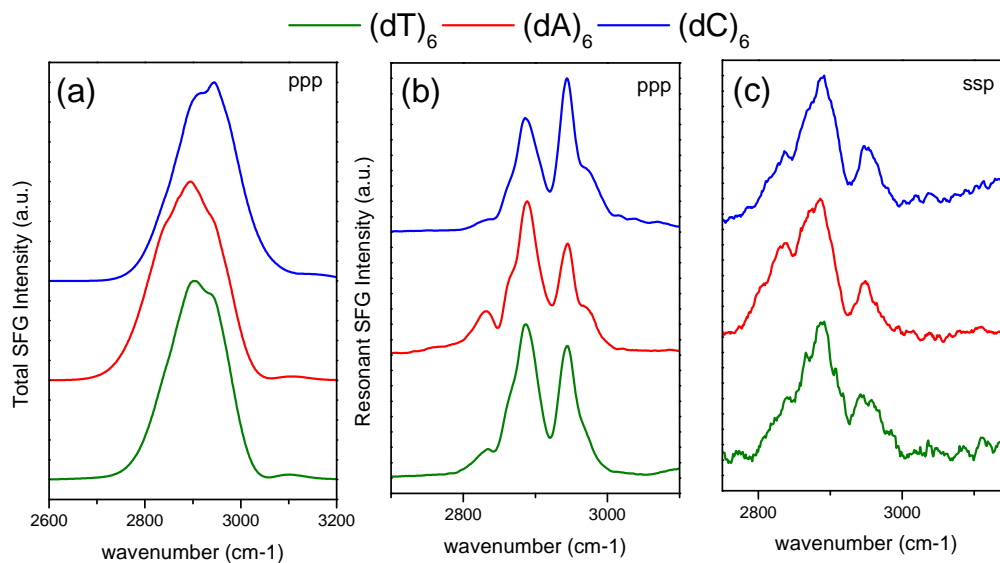 (dT)6 (dA)6 (dC)6
(a) ppp
(b) ppp
(c) ssp
Total SFG Intensity (a.u.)
Resonant SFG Intensity (a.u.)
2600 2800 3000 3200
2800 3000
2800 3000
wavenumber (cm-1)
wavenumber (cm-1)
wavenumber (cm-1)